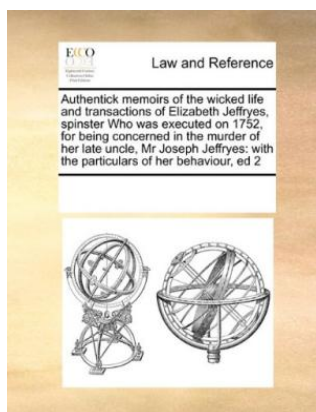 ECCO
Law and Reference
Authentick memoirs of the wicked life
and transactions of Elizabeth Jeffryes,
spinster Who was executed on 1752,
for being concerned in the murder of
her late uncle, Mr Joseph Jeffryes: with
the particulars of her behaviour, ed 2